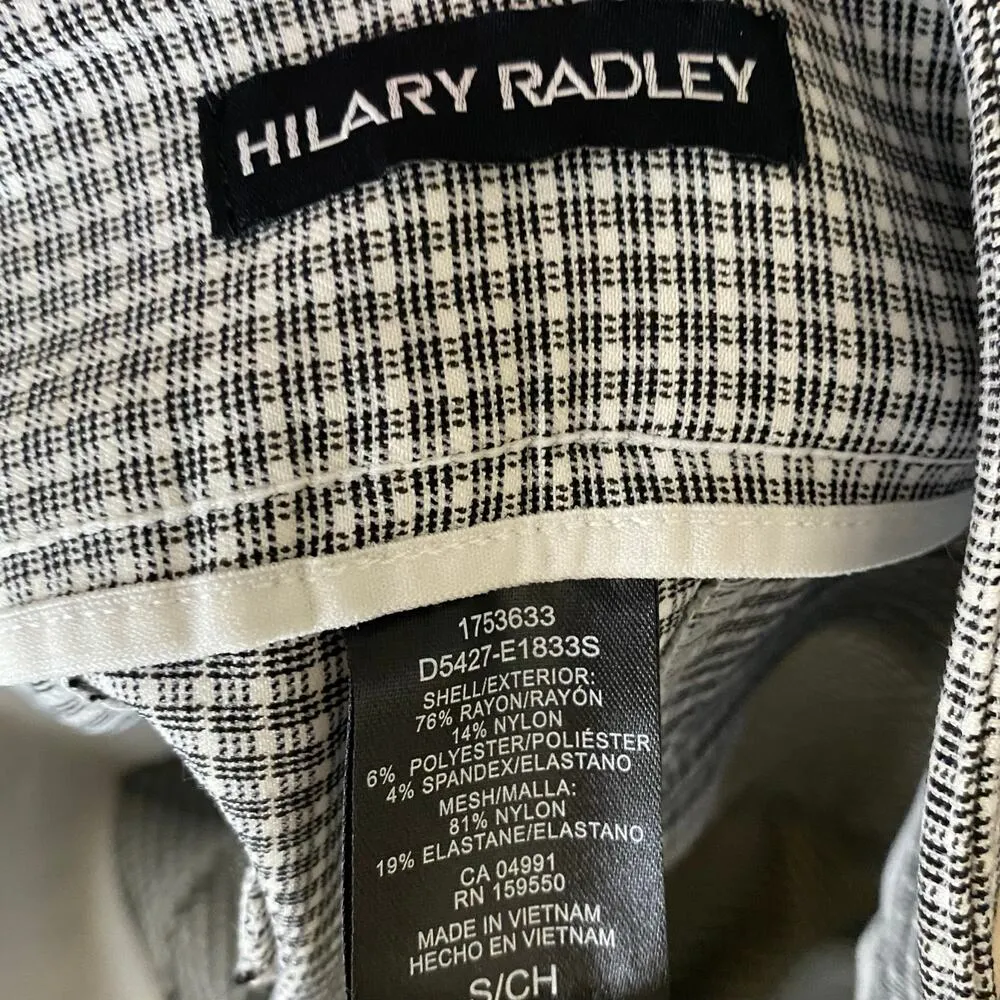 HILARY RADLEY
1753633
D5427-E1833S
SHELL/EXTERIOR:
76% RAYON/RAYÓN
14% NYLON
6% POLYESTER/POLIÉSTER
4% SPANDEX/ELASTANO
MESH/MALLA:
81% NYLON
19% ELASTANE/ELASTANO
CA 04991
RN 159550
MADE IN VIETNAM
HECHO EN VIETNAM
S/CH